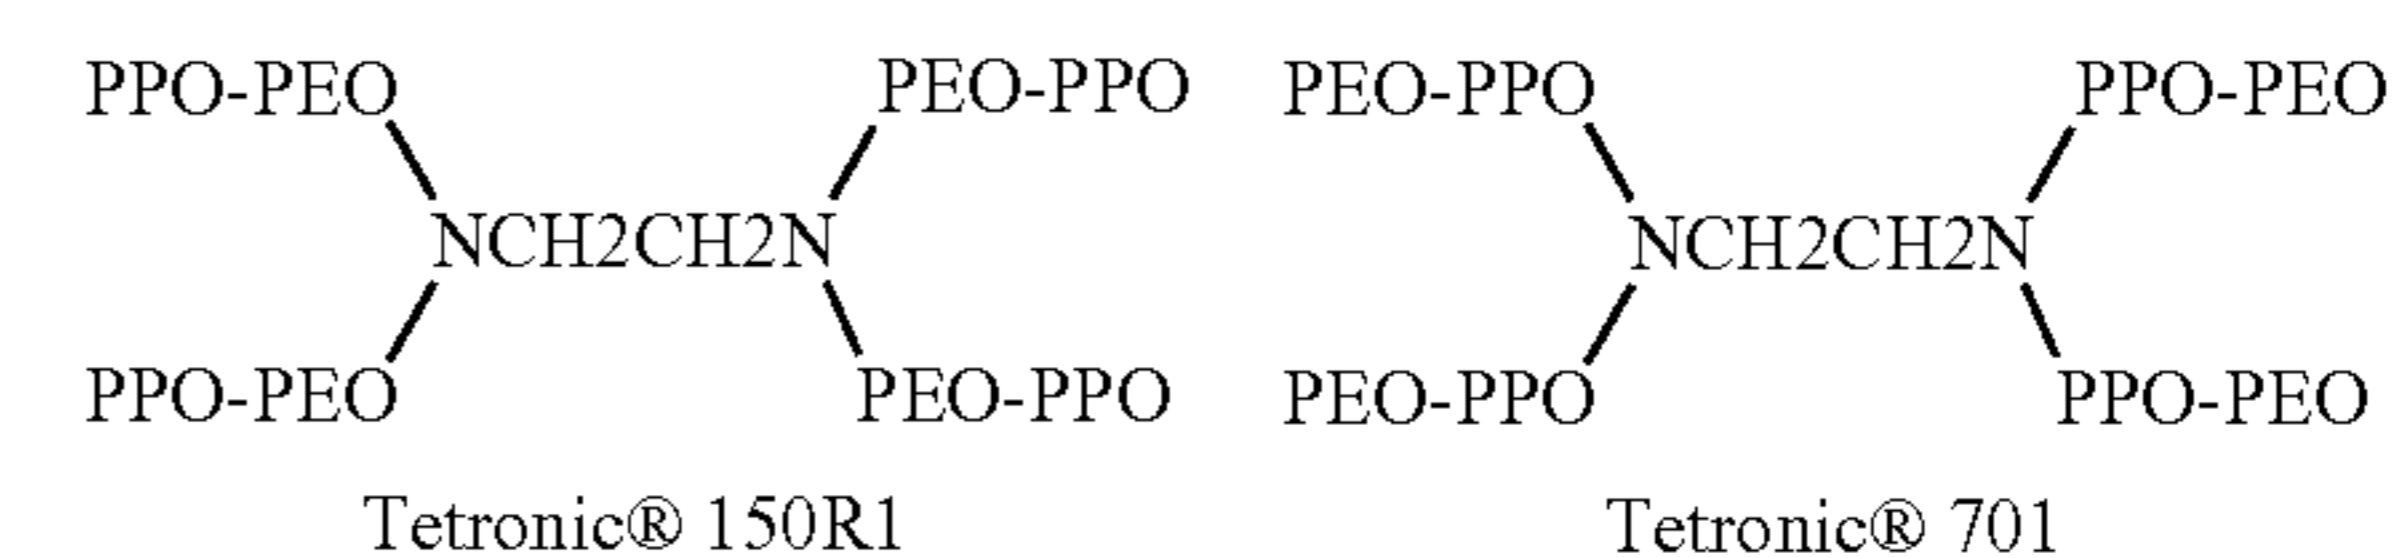 PPO-PEO PEO-PPO PEO-PPO PPO-PEO
NCH2CH2N NCH2CH2N
PPO-PEO PEO-PPO PEO-PPO PPO-PEO
Tetronic® 150R1 Tetronic® 701